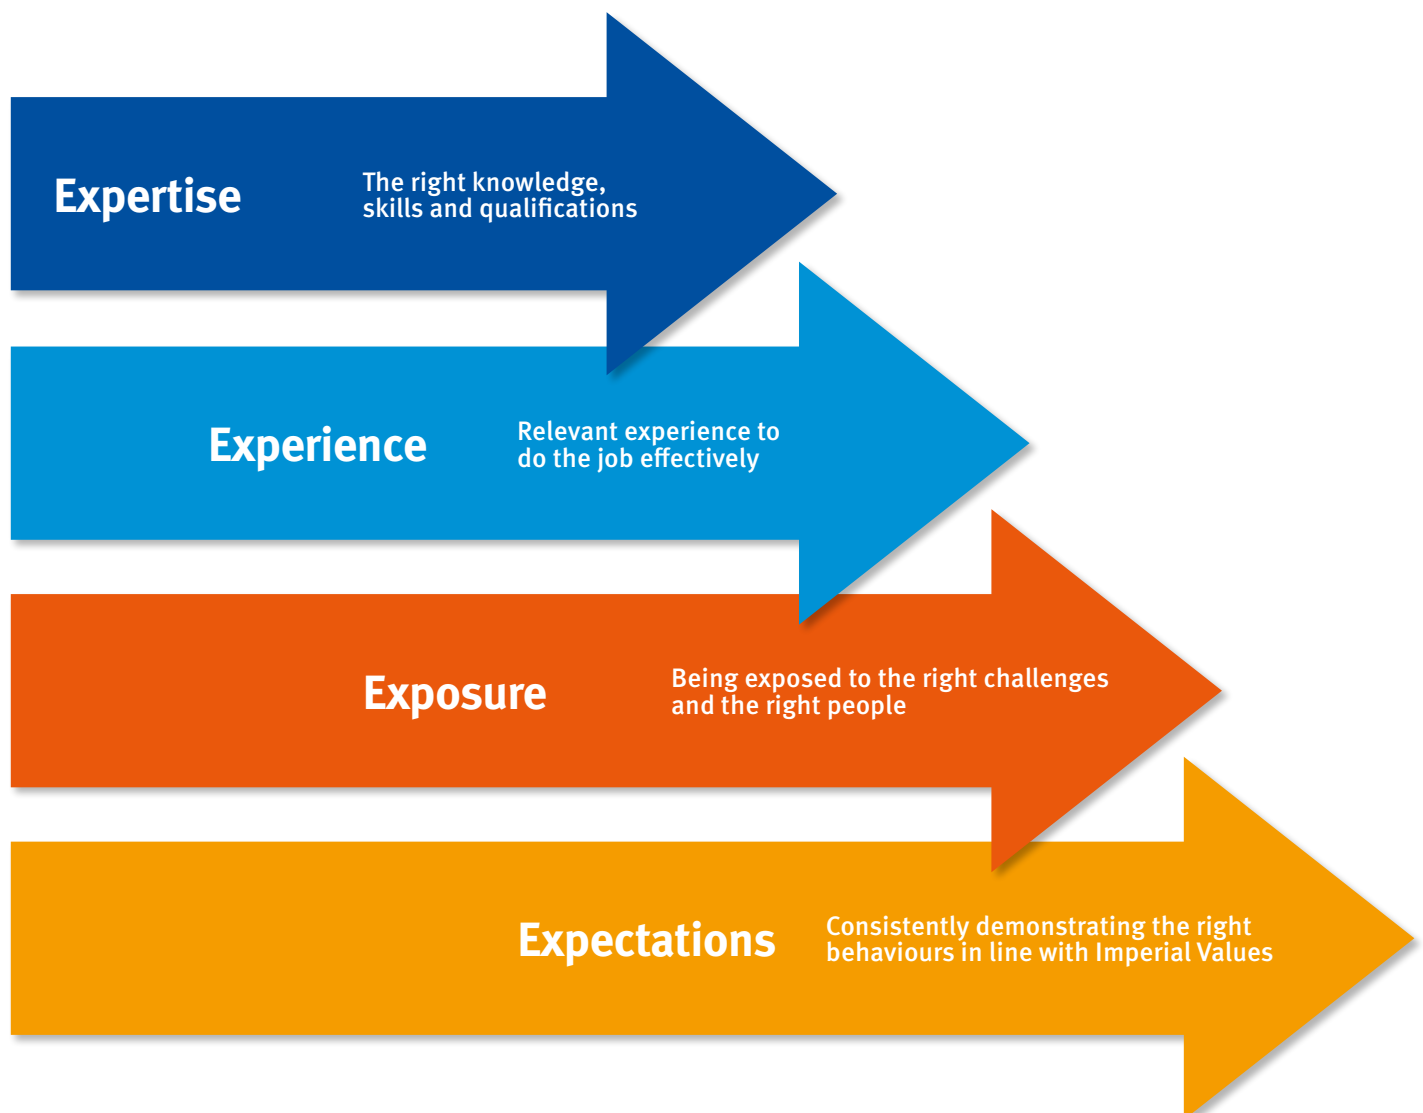 Expertise
The right knowledge,
skills and qualifications
Experience
Relevant experience to
do the job effectively
Exposure
Being exposed to the right challenges
and the right people
Expectations
Consistently demonstrating the right
behaviours in line with Imperial Values